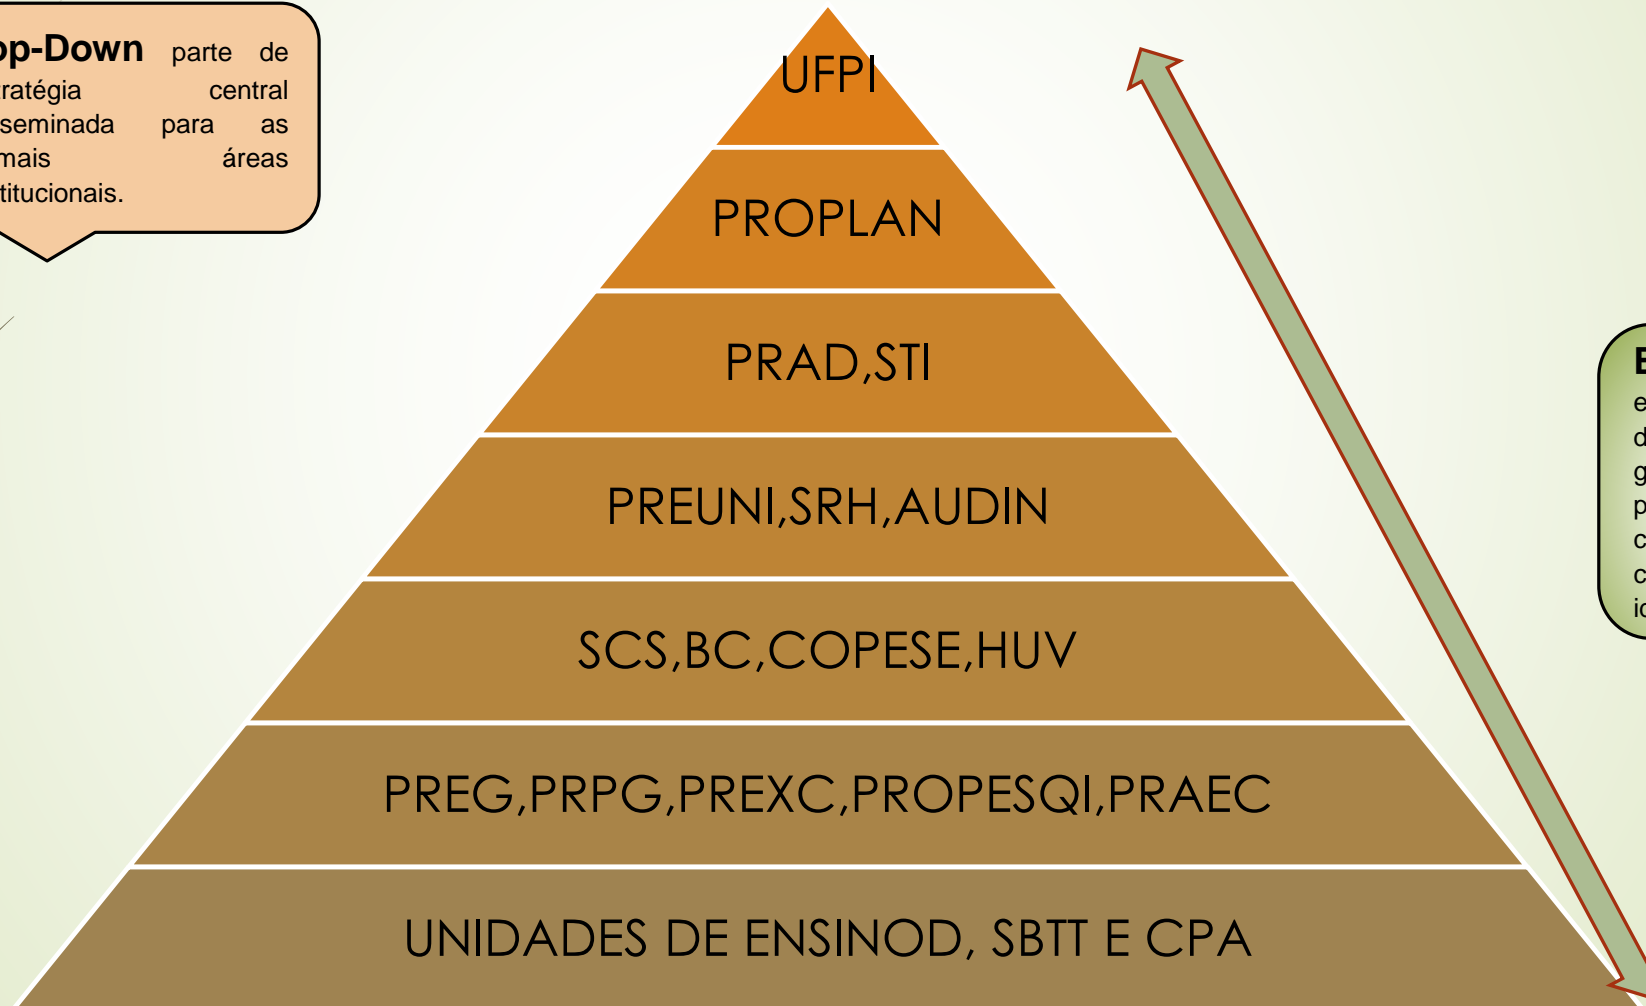 op-Down parte de
tratégia central
seminada para as
mais áreas
titucionais.
UFPI
PROPLAN
PRAD,STI
PREUNI,SRH,AUDIN
SCS,BC,COPESE,HUV
PREG,PRPG,PREXC,PROPESQI,PRAEC
UNIDADES DE ENSINOD, SBTT E CPA